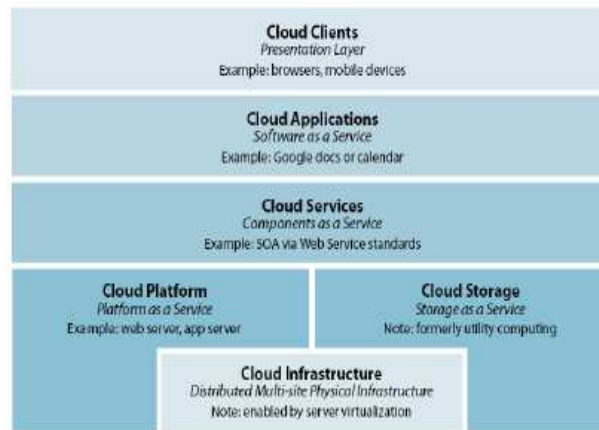 Cloud Clients
Presentation Layer
Example: browsers, mobile devices
Cloud Applications
Software as a Service
Example: Google docs or calendar
Cloud Services
Components as a Service
Example: SOA via Web Service standards
Cloud Platform
Platform as a Service
Example: web server, app server
Cloud Storage
Storage as a Service
Note: formerly utility computing
Cloud Infrastructure
Distributed Multi-site Physical Infrastructure
Note: enabled by server virtualization